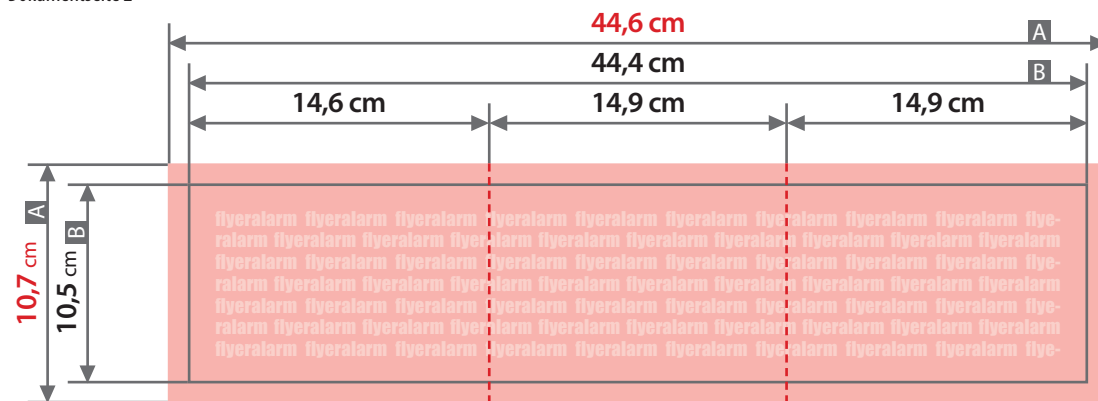 Dokumentseite 2
44,6 cm
A
44,4 cm
B
14,6 cm 14,9 cm 14,9 cm
A
B
10,7 cm
10,5 cm
flyeralarm flyeralarm flyeralarm flyeralarm flyeralarm flyeralarm flyeralarm flyeralarm flyeralarm flye-
ralarm flyeralarm flyeralarm flyeralarm flyeralarm flyeralarm flyeralarm flyeralarm flyeralarm flyeralarm
flyeralarm flyeralarm flyeralarm flyeralarm flyeralarm flyeralarm flyeralarm flyeralarm flyeralarm flye-
ralarm flyeralarm flyeralarm flyeralarm flyeralarm flyeralarm flyeralarm flyeralarm flyeralarm flyeralarm
flyeralarm flyeralarm flyeralarm flyeralarm flyeralarm flyeralarm flyeralarm flyeralarm flyeralarm flye-
ralarm flyeralarm flyeralarm flyeralarm flyeralarm flyeralarm flyeralarm flyeralarm flyeralarm flyeralarm
flyeralarm flyeralarm flyeralarm flyeralarm flyeralarm flyeralarm flyeralarm flyeralarm flyeralarm flye-